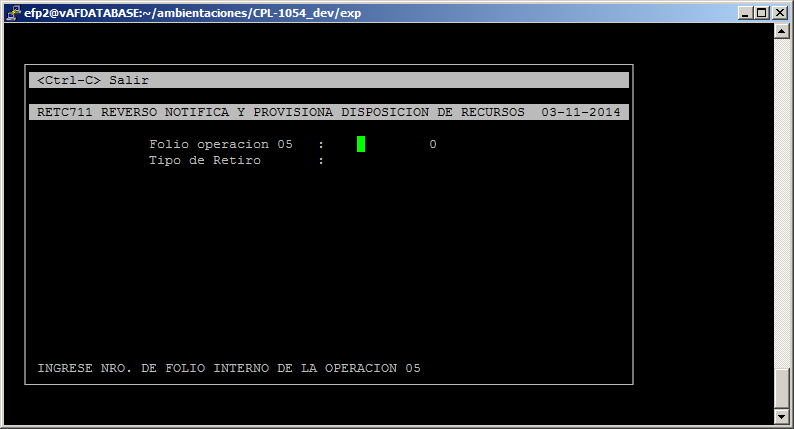 efp2@vAFDATABASE:~/ambientaciones/CPL-1054_dev/exp
<Ctrl-C> Salir
RETC711 REVERSO NOTIFICA Y PROVISIONA DISPOSICION DE RECURSOS 03-11-2014
Folio operacion 05 : 0
Tipo de Retiro :
INGRESE NRO. DE FOLIO INTERNO DE LA OPERACION 05